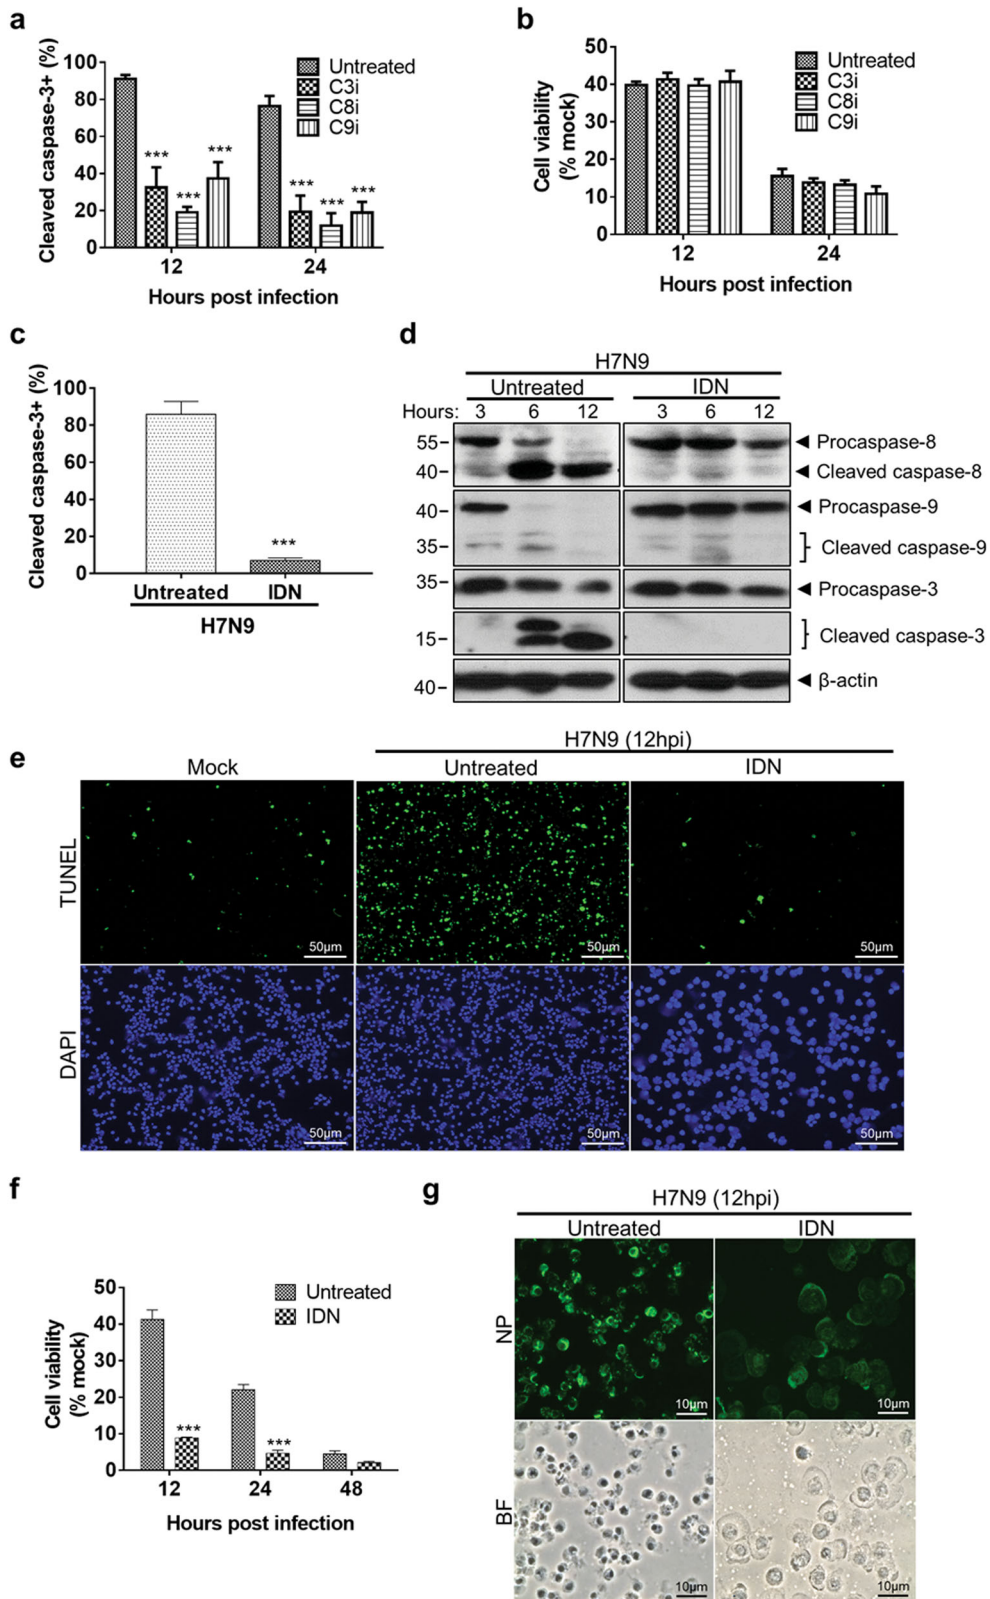 a
Cleaved caspase-3+ (%)
100
80
60
40
20
0
Untreated
C3i
C8i
C9i
***
***
***
***
***
***
12
24
Hours post infection
b
Cell viability
(% mock)
50
40
30
20
10
0
Untreated
C3i
C8i
C9i
12
24
Hours post infection
c
Cleaved caspase-3+ (%)
100
80
60
40
20
0
***
Untreated
IDN
H7N9
d
H7N9
Untreated
IDN
Hours: 3 6 12 3 6 12
55
Procaspase-8
40
Cleaved caspase-8
40
Procaspase-9
35
Cleaved caspase-9
35
Procaspase-3
15
Cleaved caspase-3
40
β-actin
e
H7N9 (12hpi)
Mock
Untreated
IDN
TUNEL
50µm
50µm
50µm
DAPI
50µm
50µm
50µm
f
Cell viability
(% mock)
50
40
30
20
10
0
Untreated
IDN
***
***
12
24
48
Hours post infection
g
H7N9 (12hpi)
Untreated
IDN
NP
10µm
10µm
BF
10µm
10µm